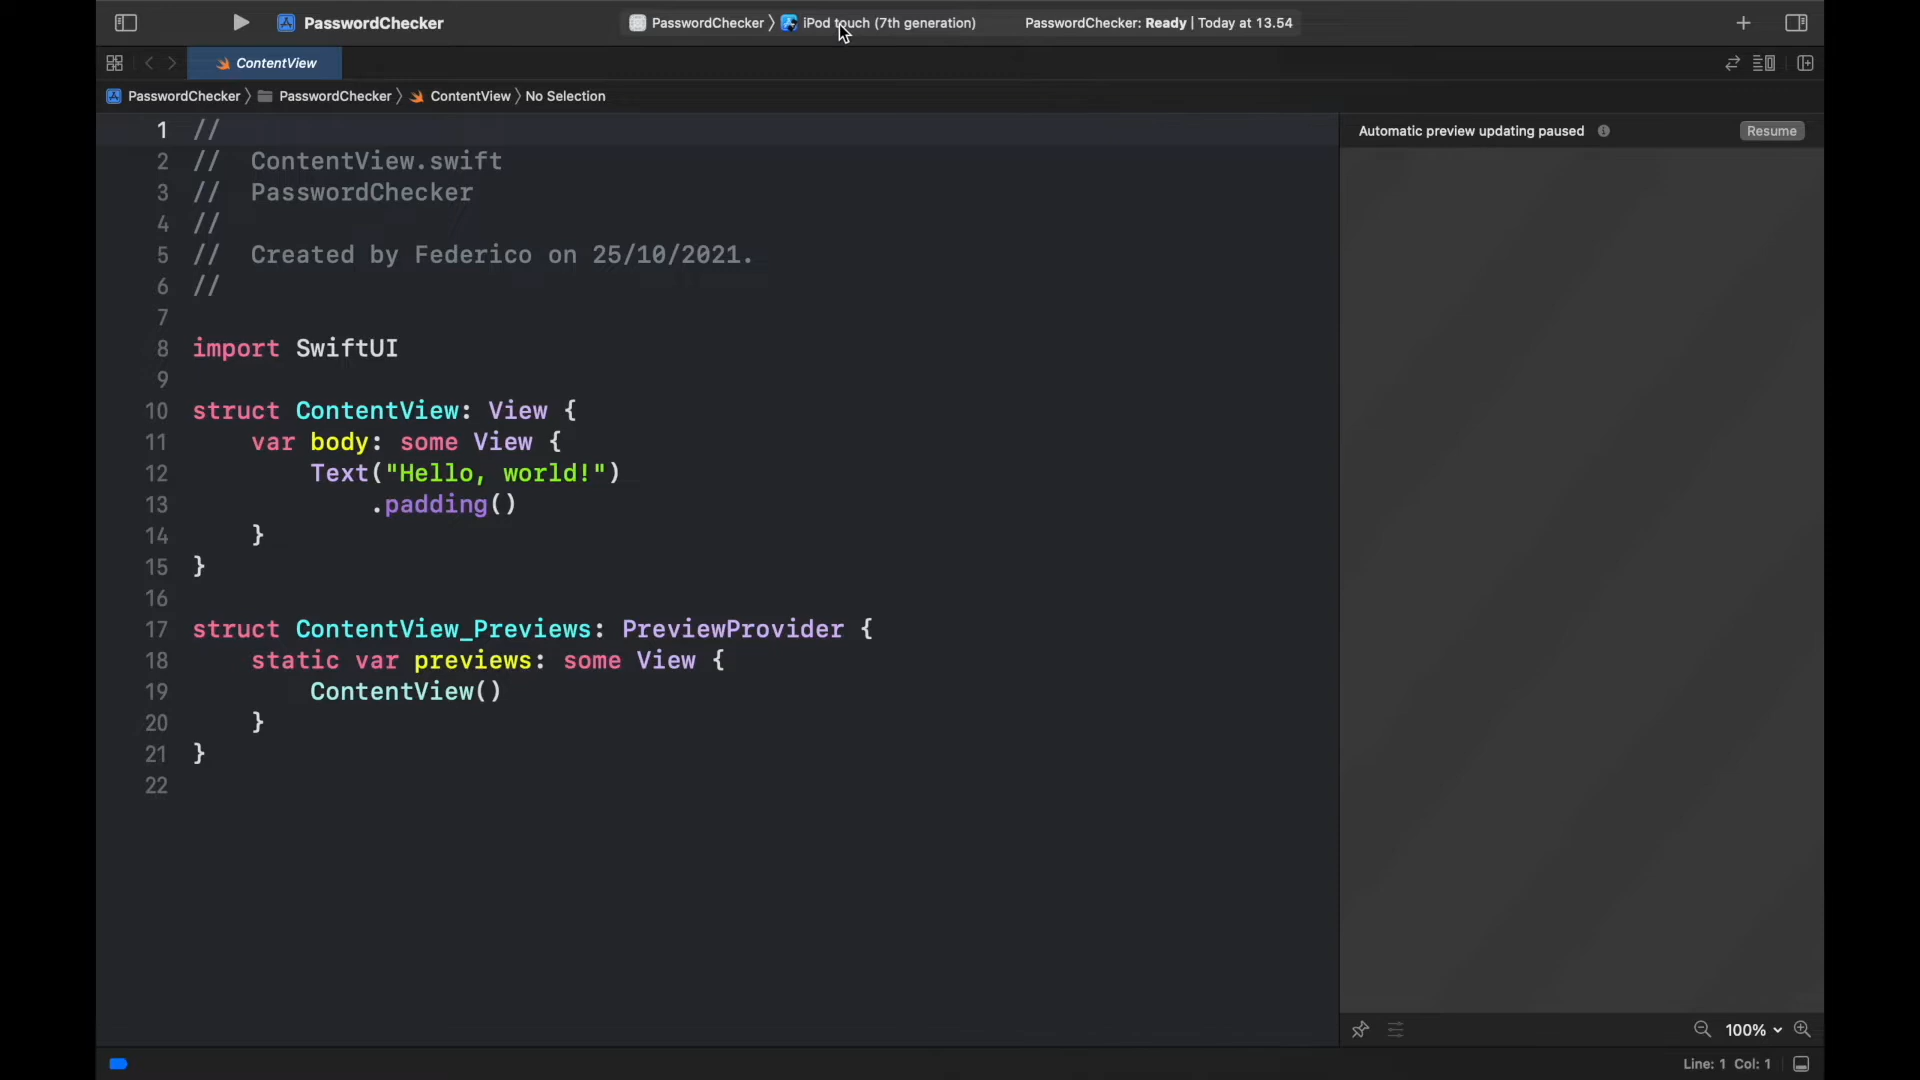 PasswordChecker
PasswordChecker 〉 iPod touch (7th generation) PasswordChecker: Ready | Today at 13.54
ContentView
PasswordChecker 〉 PasswordChecker 〉 ContentView 〉 No Selection
Automatic preview updating paused Resume
1 //
2 //  ContentView.swift
3 //  PasswordChecker
4 //
5 //  Created by Federico on 25/10/2021.
6 //
7
8 import SwiftUI
9
10 struct ContentView: View {
11     var body: some View {
12         Text("Hello, world!")
13             .padding()
14     }
15 }
16
17 struct ContentView_Previews: PreviewProvider {
18     static var previews: some View {
19         ContentView()
20     }
21 }
22
100%
Line: 1 Col: 1